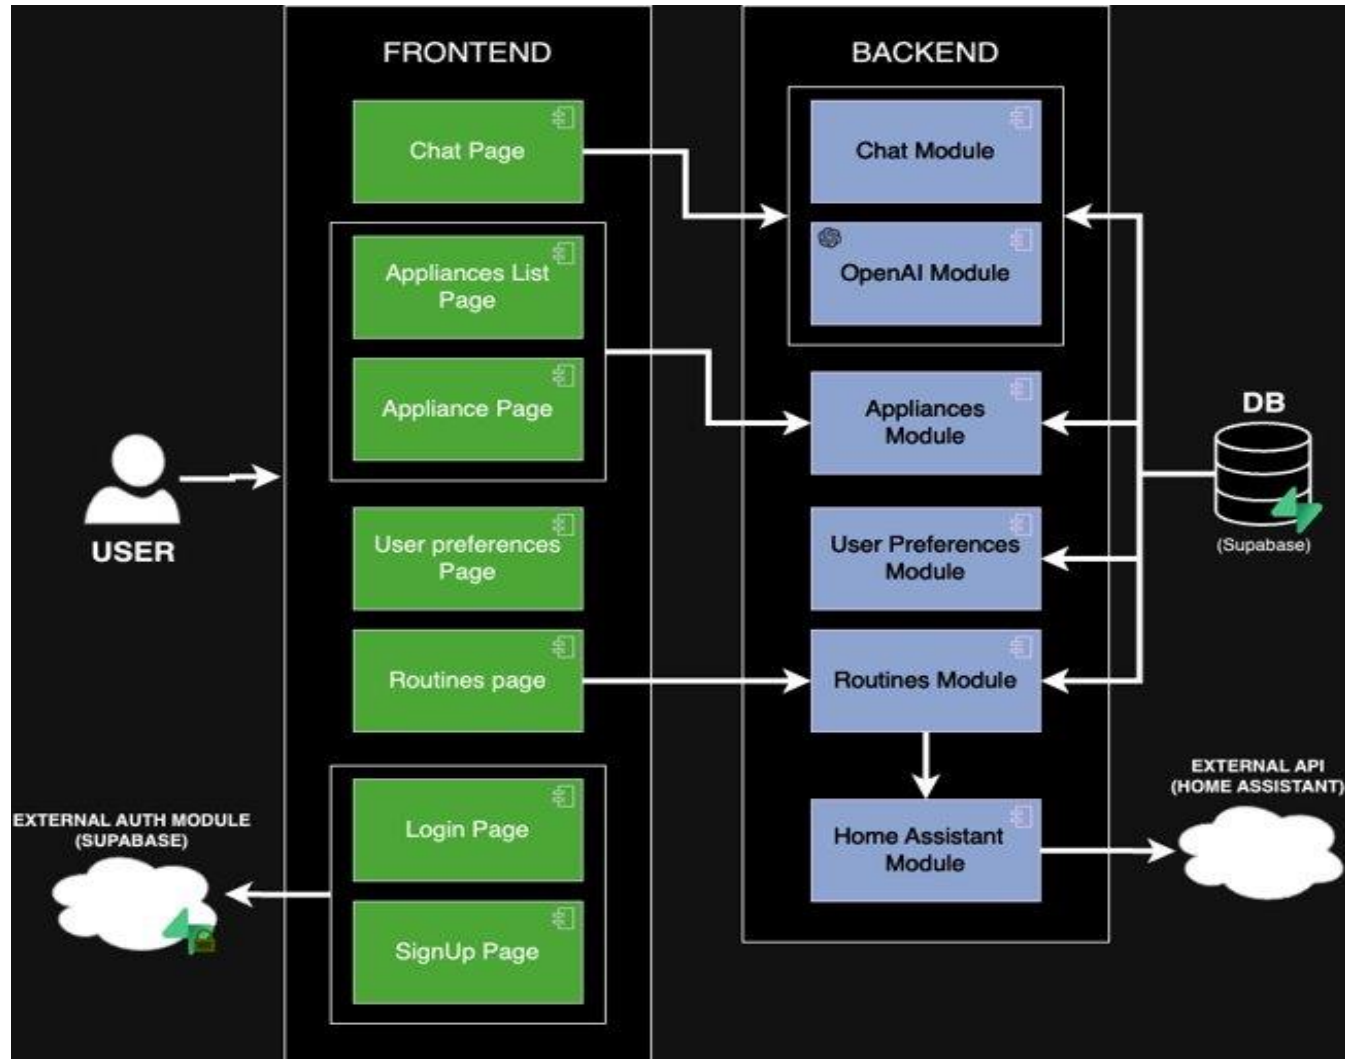 FRONTEND
Chat Page
Appliances List
Page
Appliance Page
User preferences
Page
Routines page
Login Page
SignUp Page
BACKEND
Chat Module
OpenAI Module
Appliances
Module
User Preferences
Module
Routines Module
Home Assistant
Module
USER
EXTERNAL AUTH MODULE
(SUPABASE)
DB
(Supabase)
EXTERNAL API
(HOME ASSISTANT)